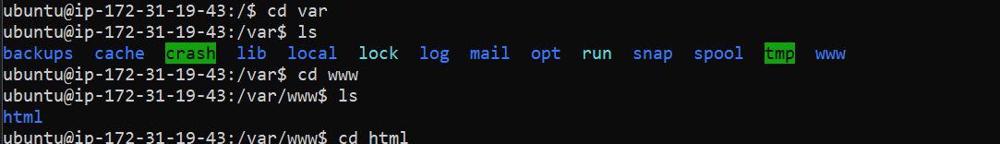 ubuntu@ip-172-31-19-43:/$ cd var
ubuntu@ip-172-31-19-43:/var$ ls
backups  cache  crash  lib  local  lock  log  mail  opt  run  snap  spool  tmp  www
ubuntu@ip-172-31-19-43:/var$ cd www
ubuntu@ip-172-31-19-43:/var/www$ ls
html
ubuntu@ip-172-31-19-43:/var/www$ cd html